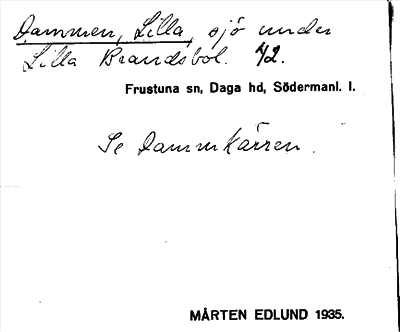 Dammen, Lilla, sjö under
Lilla Brandsbol. 42.
Frustuna sn, Daga hd, Södermanl. l.
Se Dammkärren.
MÅRTEN EDLUND 1935.